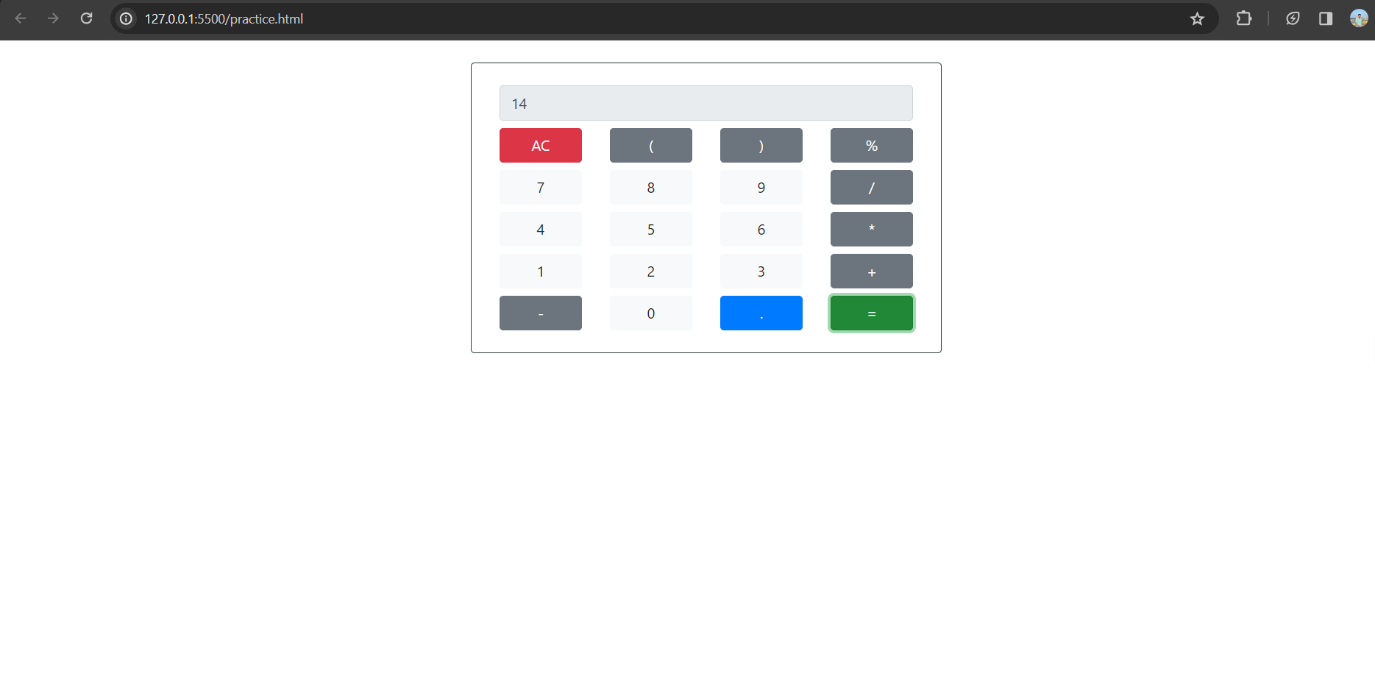 127.0.0.1:5500/practice.html
14
AC ( ) %
7 8 9 /
4 5 6 *
1 2 3 +
- 0 . =